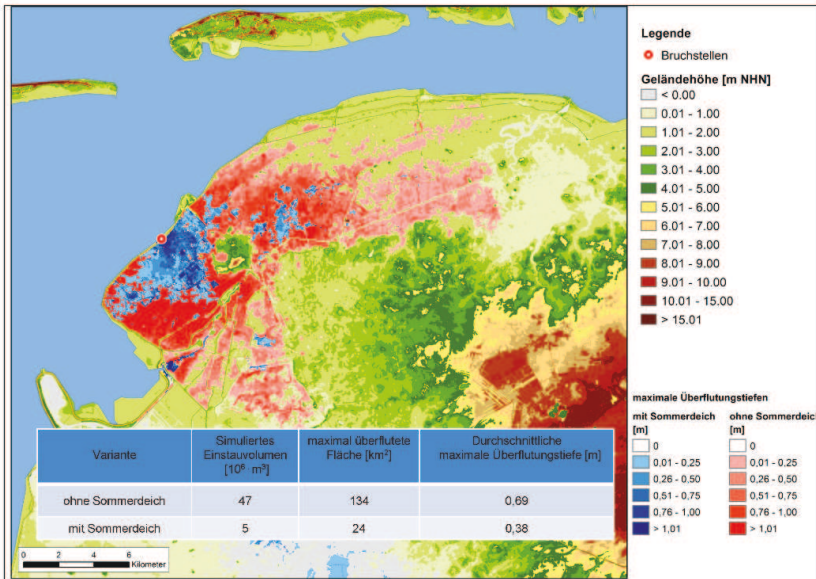 Legende
Bruchstellen
Geländehöhe [m NHN]
< 0.00
0.01 - 1.00
1.01 - 2.00
2.01 - 3.00
3.01 - 4.00
4.01 - 5.00
5.01 - 6.00
6.01 - 7.00
7.01 - 8.00
8.01 - 9.00
9.01 - 10.00
10.01 - 15.00
> 15.01
maximale Überflutungstiefen
mit Sommerdeich ohne Sommerdeich
[m] [m]
0 0
0,01 - 0,25 0,01 - 0,25
0,26 - 0,50 0,26 - 0,50
0,51 - 0,75 0,51 - 0,75
0,76 - 1,00 0,76 - 1,00
> 1,01 > 1,01
Variante Simuliertes Einstauvolumen [10⁶ · m³] maximal überflutete Fläche [km²] Durchschnittliche maximale Überflutungstiefe [m]
ohne Sommerdeich 47 134 0,69
mit Sommerdeich 5 24 0,38
0 2 4 6
Kilometer